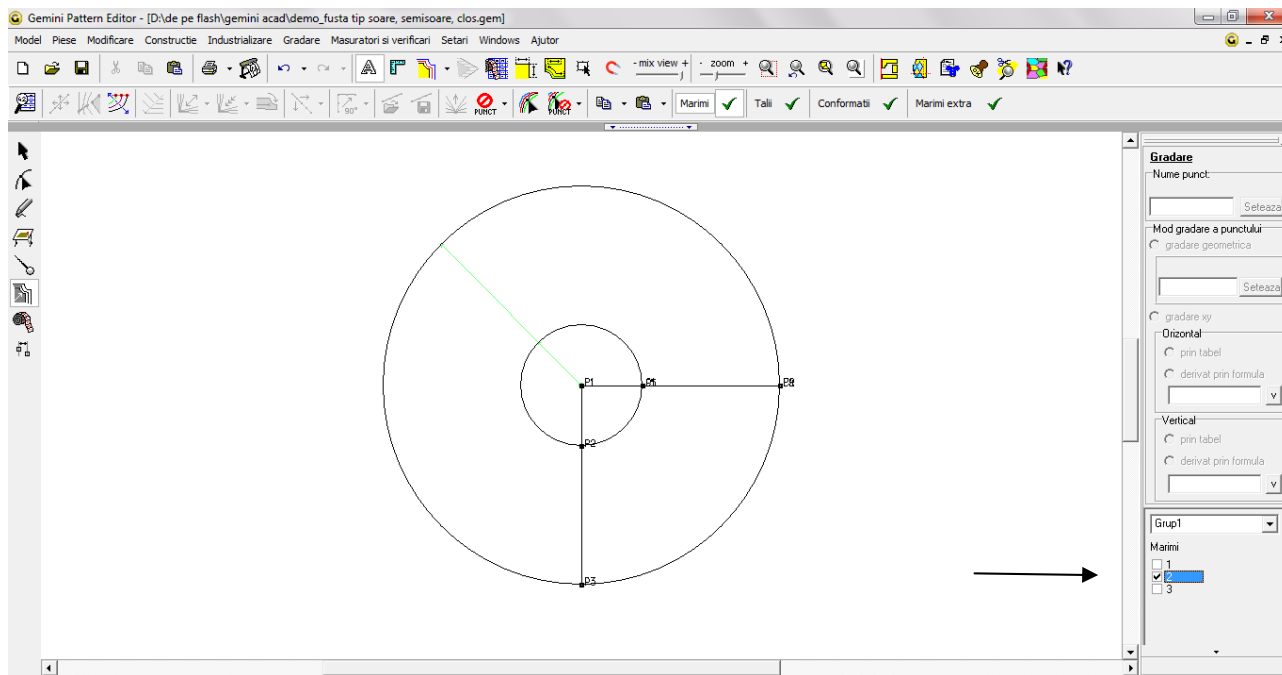 Gemini Pattern Editor - [D:\de pe flash\gemini acad\demo_fusta tip soare, semisoare, clos.gem]
Model Piese Modificare Constructie Industrializare Gradare Masuratori si verificari Setari Windows Ajutor
- mix view + - zoom +
90° PUNCT PUNCT Marimi Talii Conformatii Marimi extra
Gradare
Nume punct:
Seteaza
Mod gradare a punctului
gradare geometrica
Seteaza
gradare xy
Orizontal
prin tabel
derivat prin formula
v
Vertical
prin tabel
derivat prin formula
v
Grup1
Marimi
1
2
3
P1
P2
P3